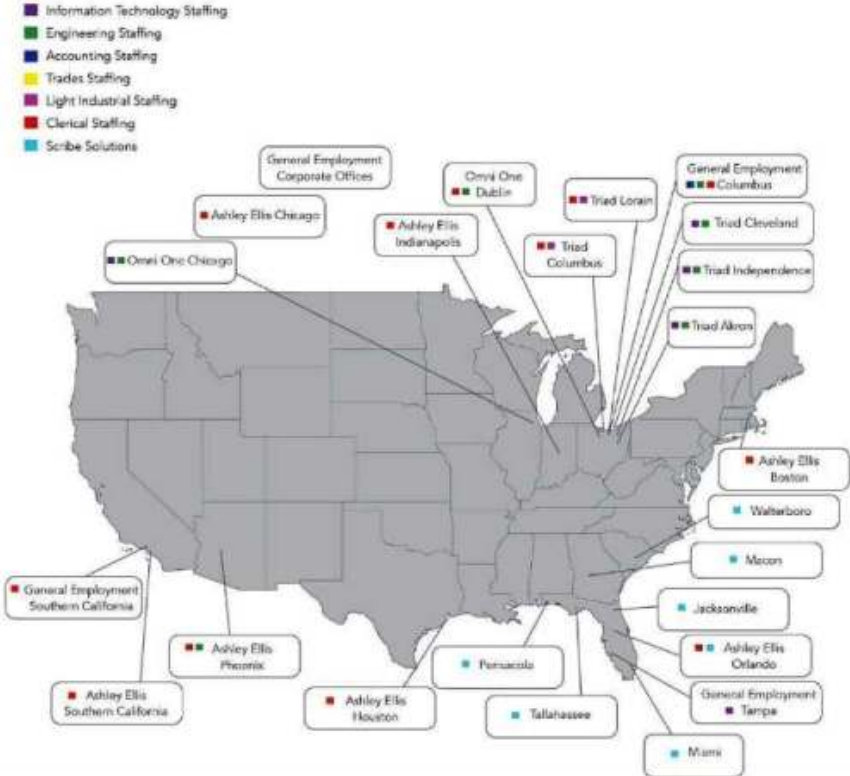 Information Technology Staffing
Engineering Staffing
Accounting Staffing
Trades Staffing
Light Industrial Staffing
Clerical Staffing
Scribe Solutions
General Employment
Corporate Offices
Ashley Ellis Chicago
Omni One Chicago
Ashley Ellis
Indianapolis
Omni One
Dublin
Triad
Columbus
Triad Lorain
General Employment
Columbus
Triad Cleveland
Triad Independence
Triad Akron
Ashley Ellis
Boston
Walterboro
Macon
Jacksonville
Ashley Ellis
Orlando
General Employment
Tampa
Miami
Tallahassee
Pensacola
Ashley Ellis
Houston
Ashley Ellis
Phoenix
General Employment
Southern California
Ashley Ellis
Southern California